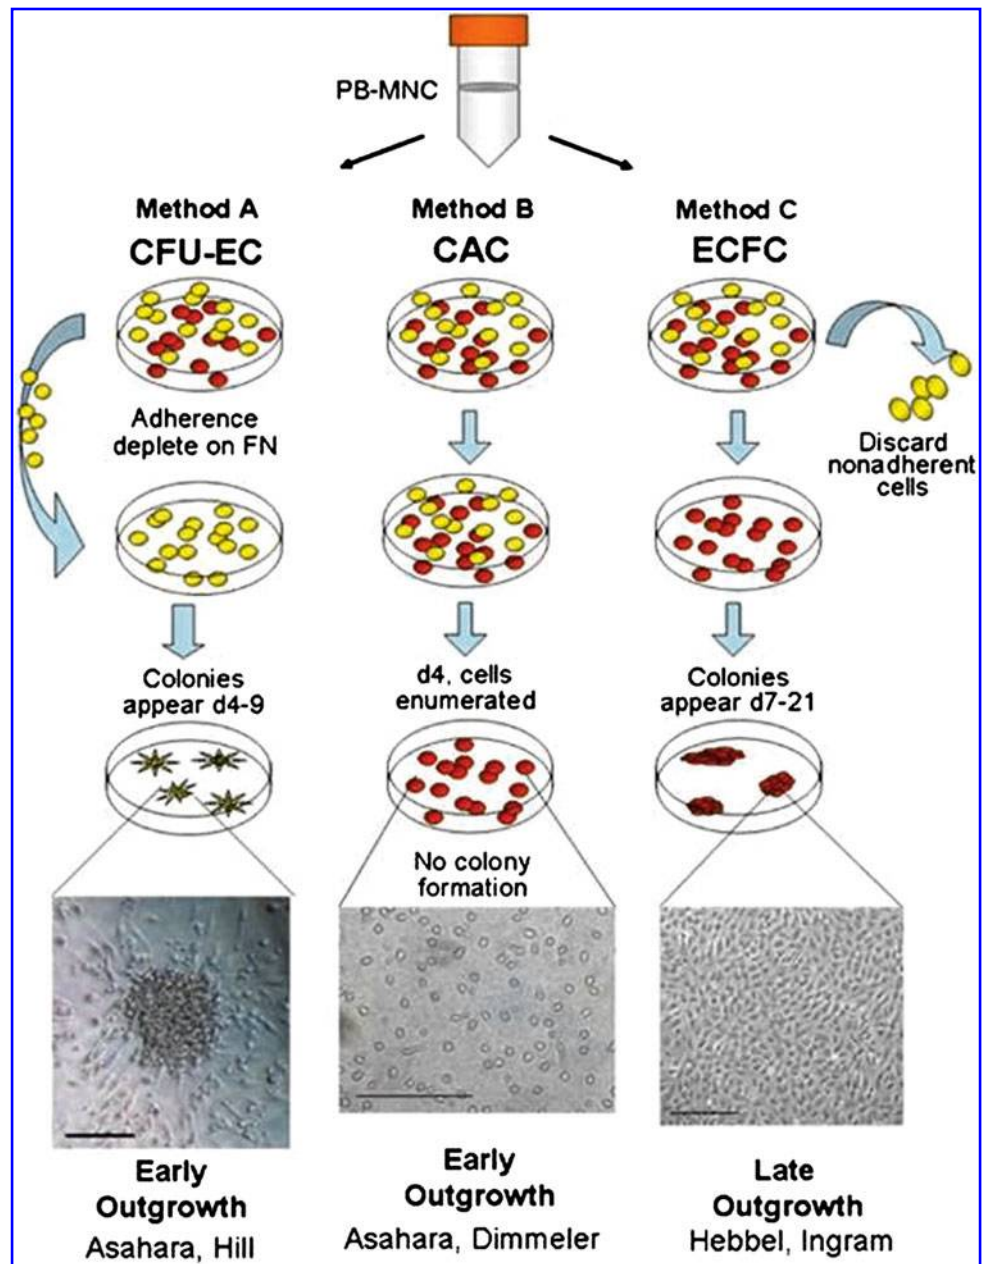 PB-MNC
Method A
CFU-EC
Adherence
deplete on FN
Colonies
appear d4-9
Early
Outgrowth
Asahara, Hill
Method B
CAC
d4, cells
enumerated
No colony
formation
Early
Outgrowth
Asahara, Dimmeler
Method C
ECFC
Discard
nonadherent
cells
Colonies
appear d7-21
Late
Outgrowth
Hebbel, Ingram